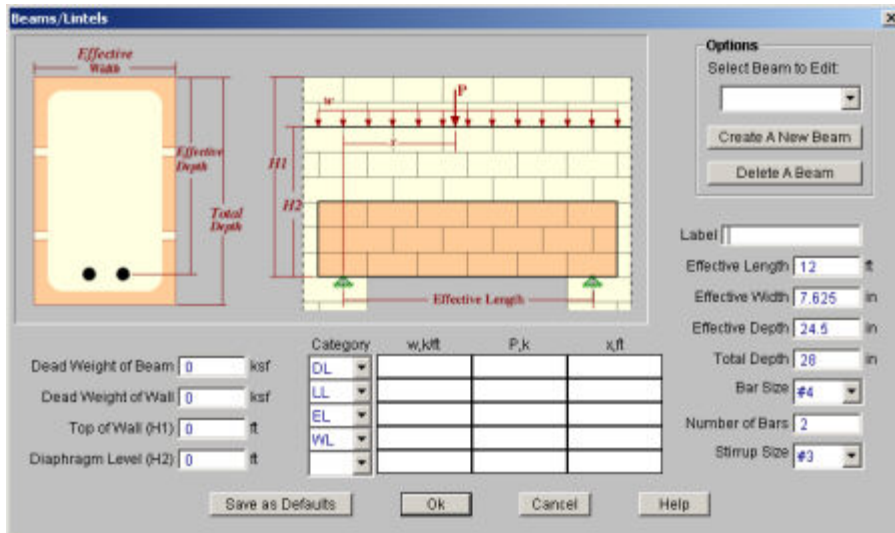 Beams/Lintels
Effective
Width
Effective
Depth
Total
Depth
w
P
x
H1
H2
Effective Length
Options
Select Beam to Edit:
Create A New Beam
Delete A Beam
Label
Effective Length 12 ft
Effective Width 7.625 in
Effective Depth 24.5 in
Total Depth 28 in
Bar Size #4
Number of Bars 2
Stirrup Size #3
Dead Weight of Beam 0 ksf
Dead Weight of Wall 0 ksf
Top of Wall (H1) 0 ft
Diaphragm Level (H2) 0 ft
Category w,k/ft P,k x,ft
DL
LL
EL
WL
Save as Defaults Ok Cancel Help